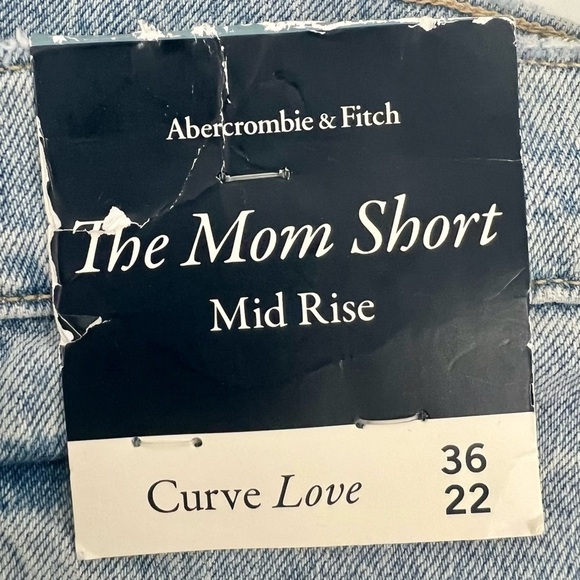 Abercrombie & Fitch
The Mom Short
Mid Rise
Curve Love
36
22